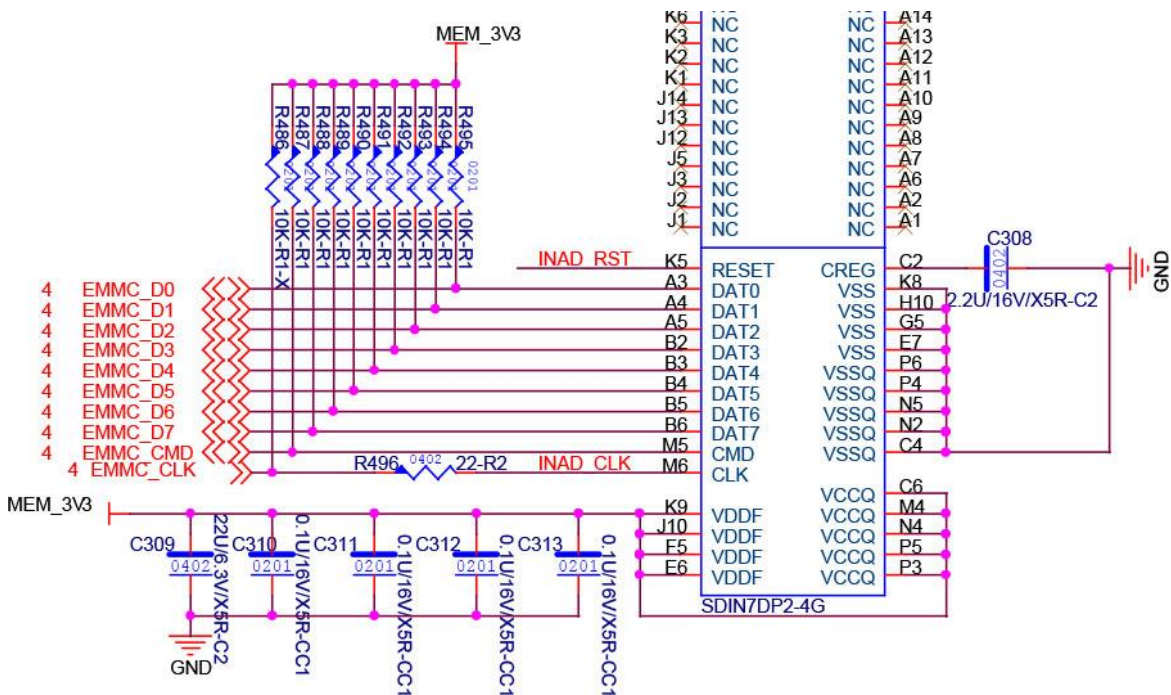 MEM_3V3
R486
R487
R488
R489
R490
R491
R492
R493
R494
R495
0201
0201
0201
0201
0201
0201
0201
0201
0201
10K-R1-X
10K-R1
10K-R1
10K-R1
10K-R1
10K-R1
10K-R1
10K-R1
10K-R1
10K-R1
4 EMMC_D0
4 EMMC_D1
4 EMMC_D2
4 EMMC_D3
4 EMMC_D4
4 EMMC_D5
4 EMMC_D6
4 EMMC_D7
4 EMMC_CMD
4 EMMC_CLK
R496 0402 22-R2
INAD_RST
INAD_CLK
K6 NC NC A14
K3 NC NC A13
K2 NC NC A12
K1 NC NC A11
J14 NC NC A10
J13 NC NC A9
J12 NC NC A8
J5 NC NC A7
J3 NC NC A6
J2 NC NC A2
J1 NC NC A1
K5 RESET CREG C2
A3 DAT0 VSS K8
A4 DAT1 VSS H10
A5 DAT2 VSS G5
B2 DAT3 VSS E7
B3 DAT4 VSSQ P6
B4 DAT5 VSSQ P4
B5 DAT6 VSSQ N5
B6 DAT7 VSSQ N2
M5 CMD VSSQ C4
M6 CLK
VCCQ C6
K9 VDDF VCCQ M4
J10 VDDF VCCQ N4
F5 VDDF VCCQ P5
E6 VDDF VCCQ P3
SDIN7DP2-4G
C308
0402
2.2U/16V/X5R-C2
GND
MEM_3V3
C309
0402
22U/6.3V/X5R-C2
C310
0201
0.1U/16V/X5R-CC1
C311
0201
0.1U/16V/X5R-CC1
C312
0201
0.1U/16V/X5R-CC1
C313
0201
0.1U/16V/X5R-CC1
GND